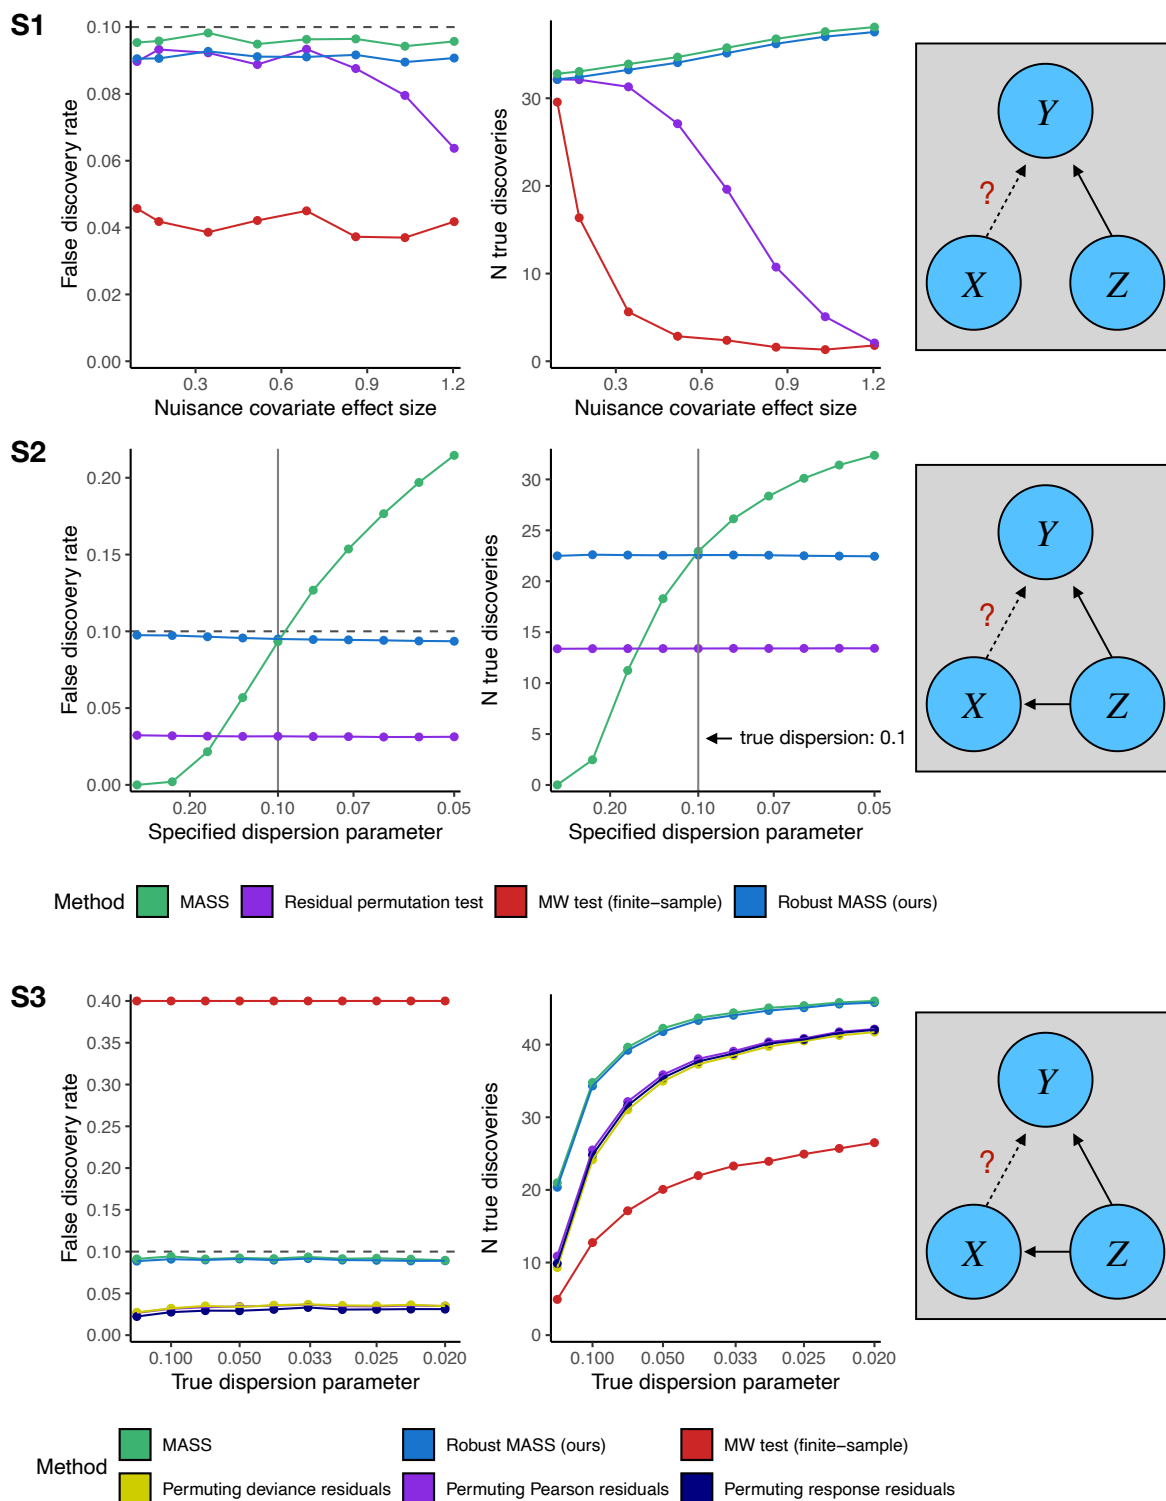 S1
False discovery rate
0.10
0.08
0.06
0.04
0.02
0.00
0.3 0.6 0.9 1.2
Nuisance covariate effect size
N true discoveries
30
20
10
0
0.3 0.6 0.9 1.2
Nuisance covariate effect size
Y
?
X Z
S2
False discovery rate
0.20
0.15
0.10
0.05
0.00
0.20 0.10 0.07 0.05
Specified dispersion parameter
N true discoveries
30
25
20
15
10
5
0
true dispersion: 0.1
0.20 0.10 0.07 0.05
Specified dispersion parameter
Y
?
X Z
Method MASS Residual permutation test MW test (finite−sample) Robust MASS (ours)
S3
False discovery rate
0.40
0.35
0.30
0.25
0.20
0.15
0.10
0.05
0.00
0.100 0.050 0.033 0.025 0.020
True dispersion parameter
N true discoveries
40
30
20
10
0
0.100 0.050 0.033 0.025 0.020
True dispersion parameter
Y
?
X Z
Method
MASS Robust MASS (ours) MW test (finite−sample)
Permuting deviance residuals Permuting Pearson residuals Permuting response residuals